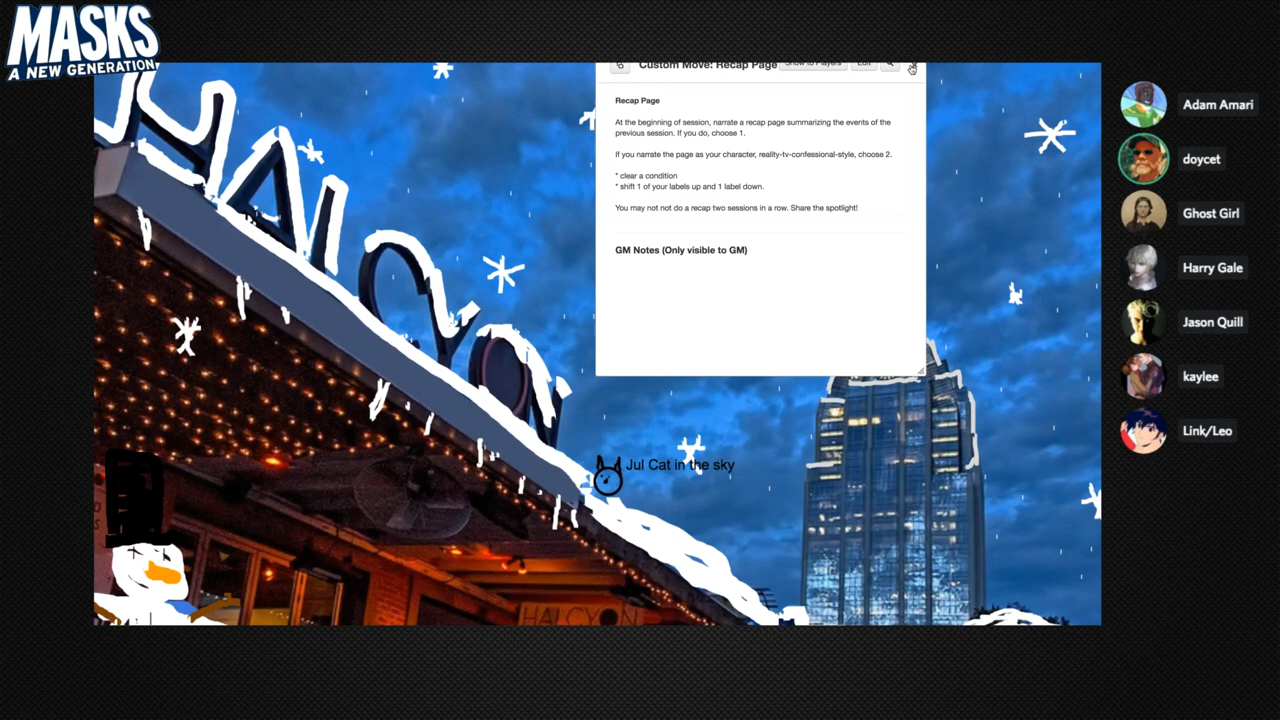 MASKS
A NEW GENERATION
HALCYON
Custom Move: Recap Page
Show to Players
Edit
Recap Page
At the beginning of session, narrate a recap page summarizing the events of the
previous session. If you do, choose 1.
If you narrate the page as your character, reality-tv-confessional-style, choose 2.
* clear a condition
* shift 1 of your labels up and 1 label down.
You may not not do a recap two sessions in a row. Share the spotlight!
GM Notes (Only visible to GM)
Jul Cat in the sky
HALCYON
Adam Amari
doycet
Ghost Girl
Harry Gale
Jason Quill
kaylee
Link/Leo